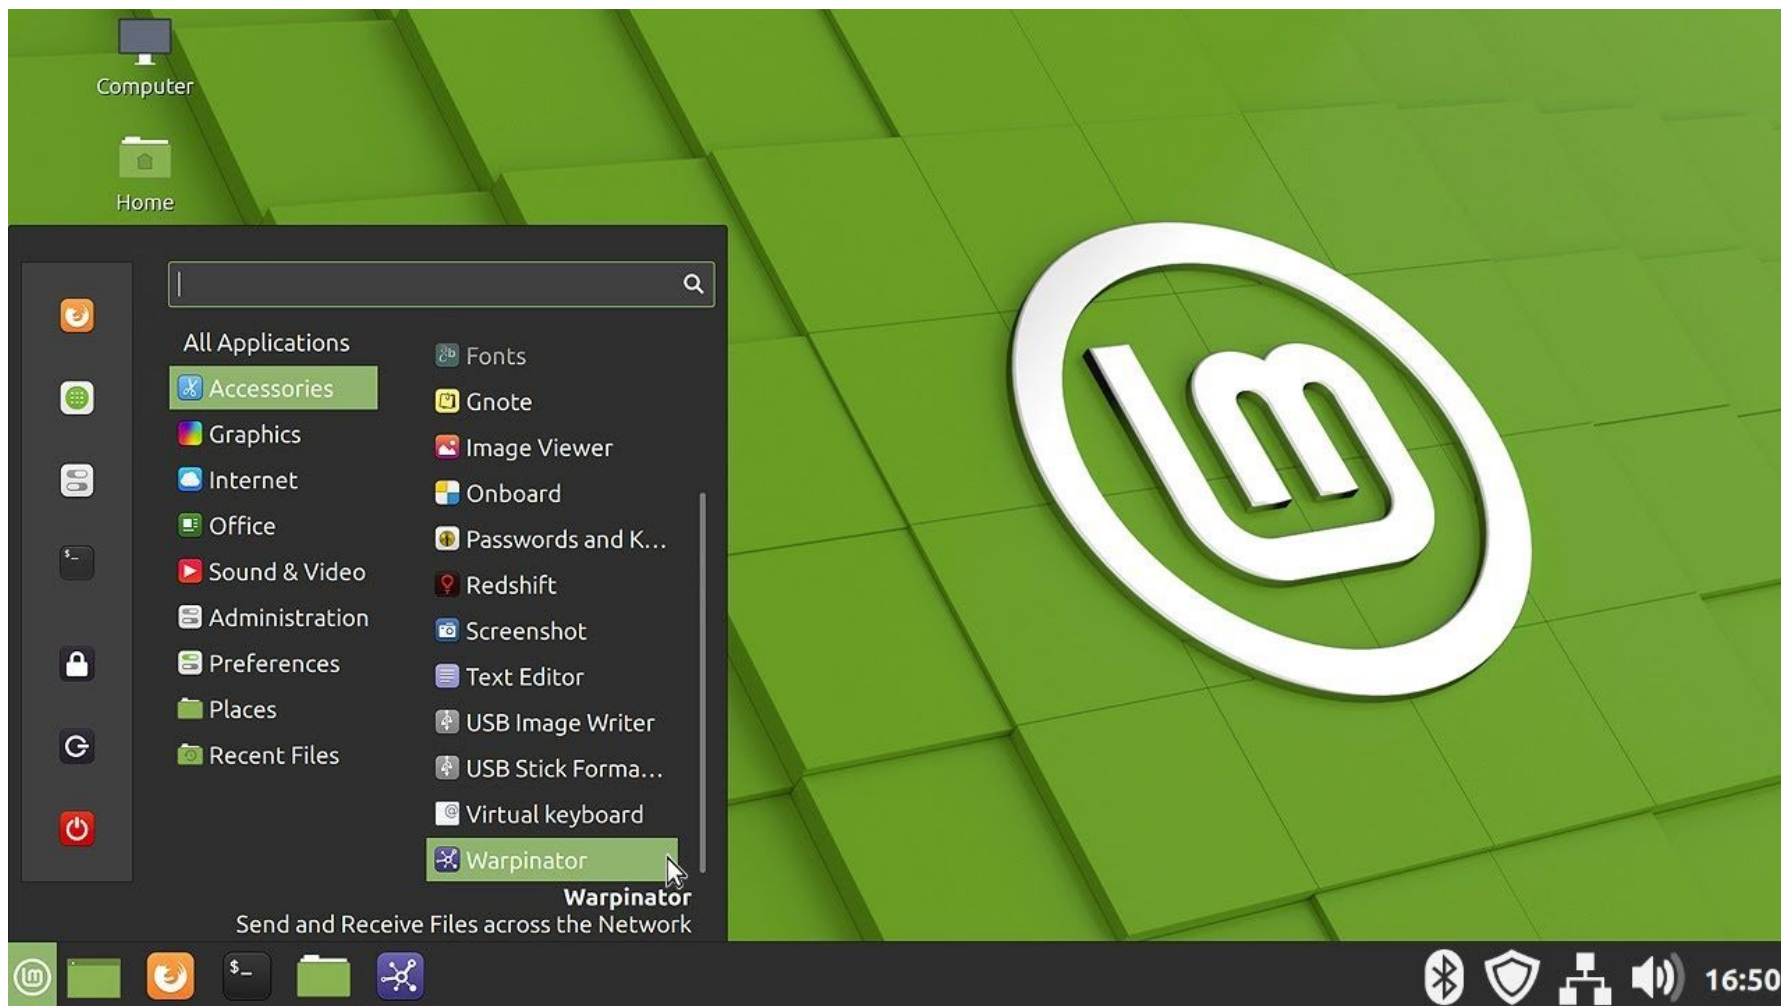 Computer
Home
All Applications
Accessories
Graphics
Internet
Office
Sound & Video
Administration
Preferences
Places
Recent Files
Fonts
Gnote
Image Viewer
Onboard
Passwords and K...
Redshift
Screenshot
Text Editor
USB Image Writer
USB Stick Forma...
Virtual keyboard
Warpinator
Warpinator
Send and Receive Files across the Network
16:50